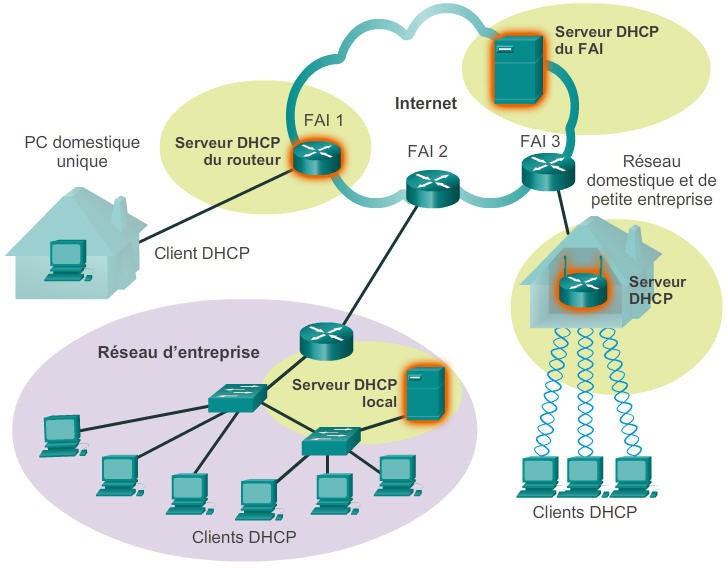 Serveur DHCP
du FAI
Internet
FAI 1
Serveur DHCP
du routeur
PC domestique
unique
FAI 2
FAI 3
Réseau
domestique et de
petite entreprise
Client DHCP
Serveur
DHCP
Réseau d’entreprise
Serveur DHCP
local
Clients DHCP
Clients DHCP